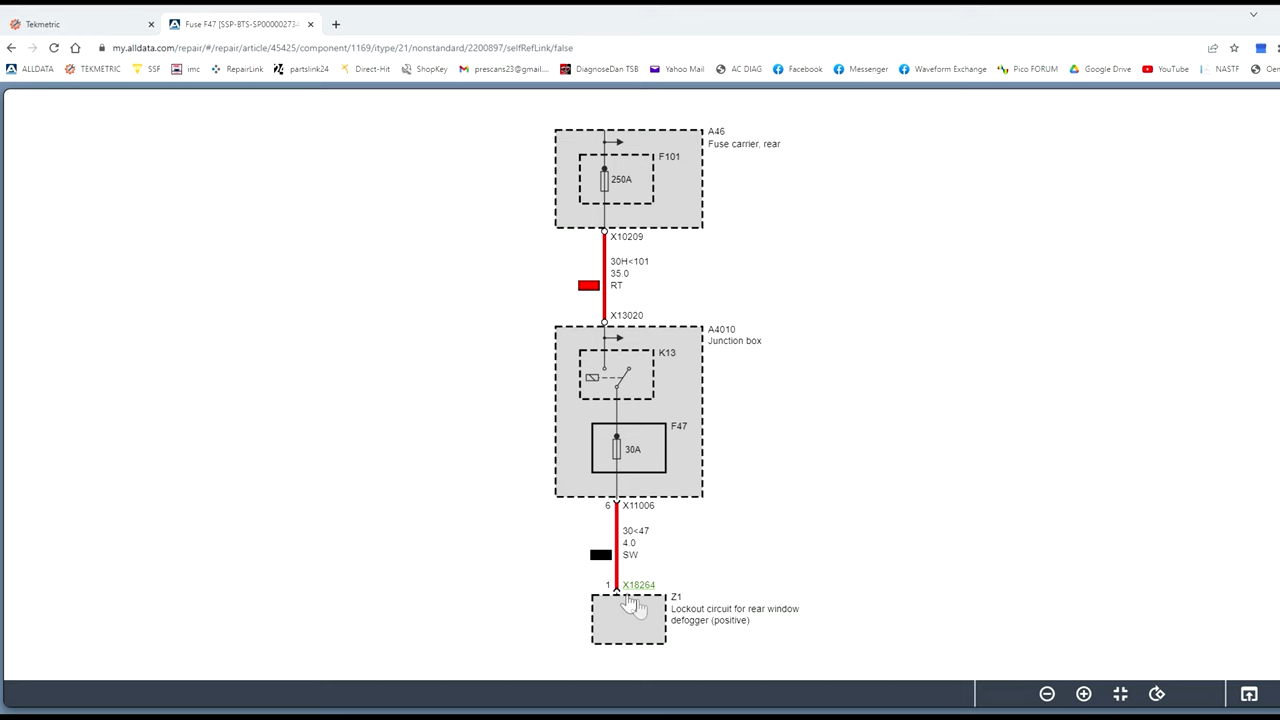 Tekmetric
Fuse F47 [SSP-BTS-SP00000273-
my.alldata.com/repair/#/repair/article/45425/component/1169/itype/21/nonstandard/2200897/selfRefLink/false
ALLDATA TEKMETRIC SSF imc RepairLink partslink24 Direct-Hit ShopKey prescans23@gmail.... DiagnoseDan TSB Yahoo Mail AC DIAG Facebook Messenger Waveform Exchange Pico FORUM Google Drive YouTube NASTF Oem
A46
Fuse carrier, rear
F101
250A
X10209
30H<101
35.0
RT
X13020
A4010
Junction box
K13
F47
30A
6 X11006
30<47
4.0
SW
1 X18264
Z1
Lockout circuit for rear window
defogger (positive)